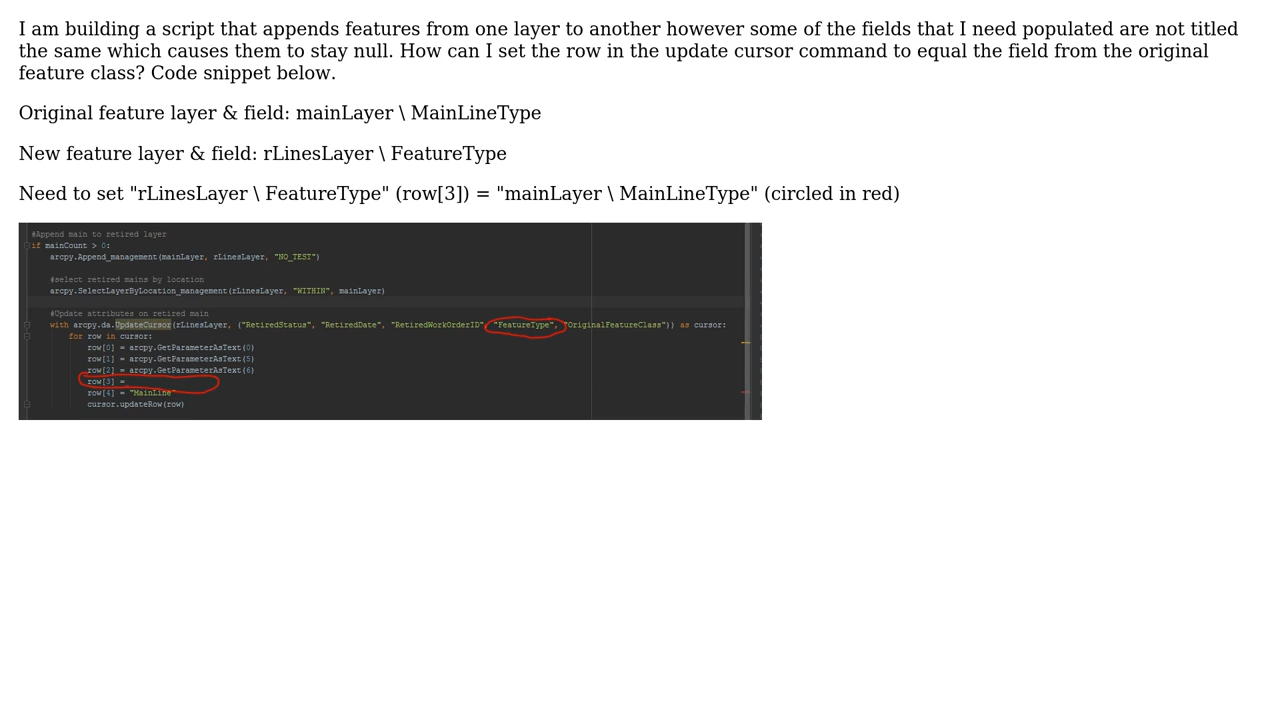 I am building a script that appends features from one layer to another however some of the fields that I need populated are not titled
the same which causes them to stay null. How can I set the row in the update cursor command to equal the field from the original
feature class? Code snippet below.
Original feature layer & field: mainLayer \ MainLineType
New feature layer & field: rLinesLayer \ FeatureType
Need to set "rLinesLayer \ FeatureType" (row[3]) = "mainLayer \ MainLineType" (circled in red)
#Append main to retired layer
if mainCount > 0:
arcpy.Append_management(mainLayer, rLinesLayer, "NO_TEST")
#select retired mains by location
arcpy.SelectLayerByLocation_management(rLinesLayer, "WITHIN", mainLayer)
#Update attributes on retired main
with arcpy.da.UpdateCursor(rLinesLayer, ("RetiredStatus", "RetiredDate", "RetiredWorkOrderID", "FeatureType", "OriginalFeatureClass")) as cursor:
for row in cursor:
row[0] = arcpy.GetParameterAsText(0)
row[1] = arcpy.GetParameterAsText(5)
row[2] = arcpy.GetParameterAsText(6)
row[3] =
row[4] = "MainLine"
cursor.updateRow(row)